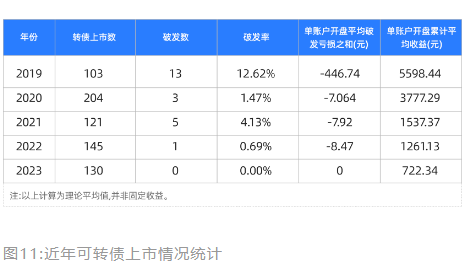 年份 转债上市数 破发数 破发率 单账户开盘平均破发亏损之和(元) 单账户开盘累计平均收益(元)
2019 103 13 12.62% -446.74 5598.44
2020 204 3 1.47% -7.064 3777.29
2021 121 5 4.13% -7.92 1537.37
2022 145 1 0.69% -8.47 1261.13
2023 130 0 0.00% 0 722.34
注:以上计算为理论平均值,并非固定收益。
图11:近年可转债上市情况统计